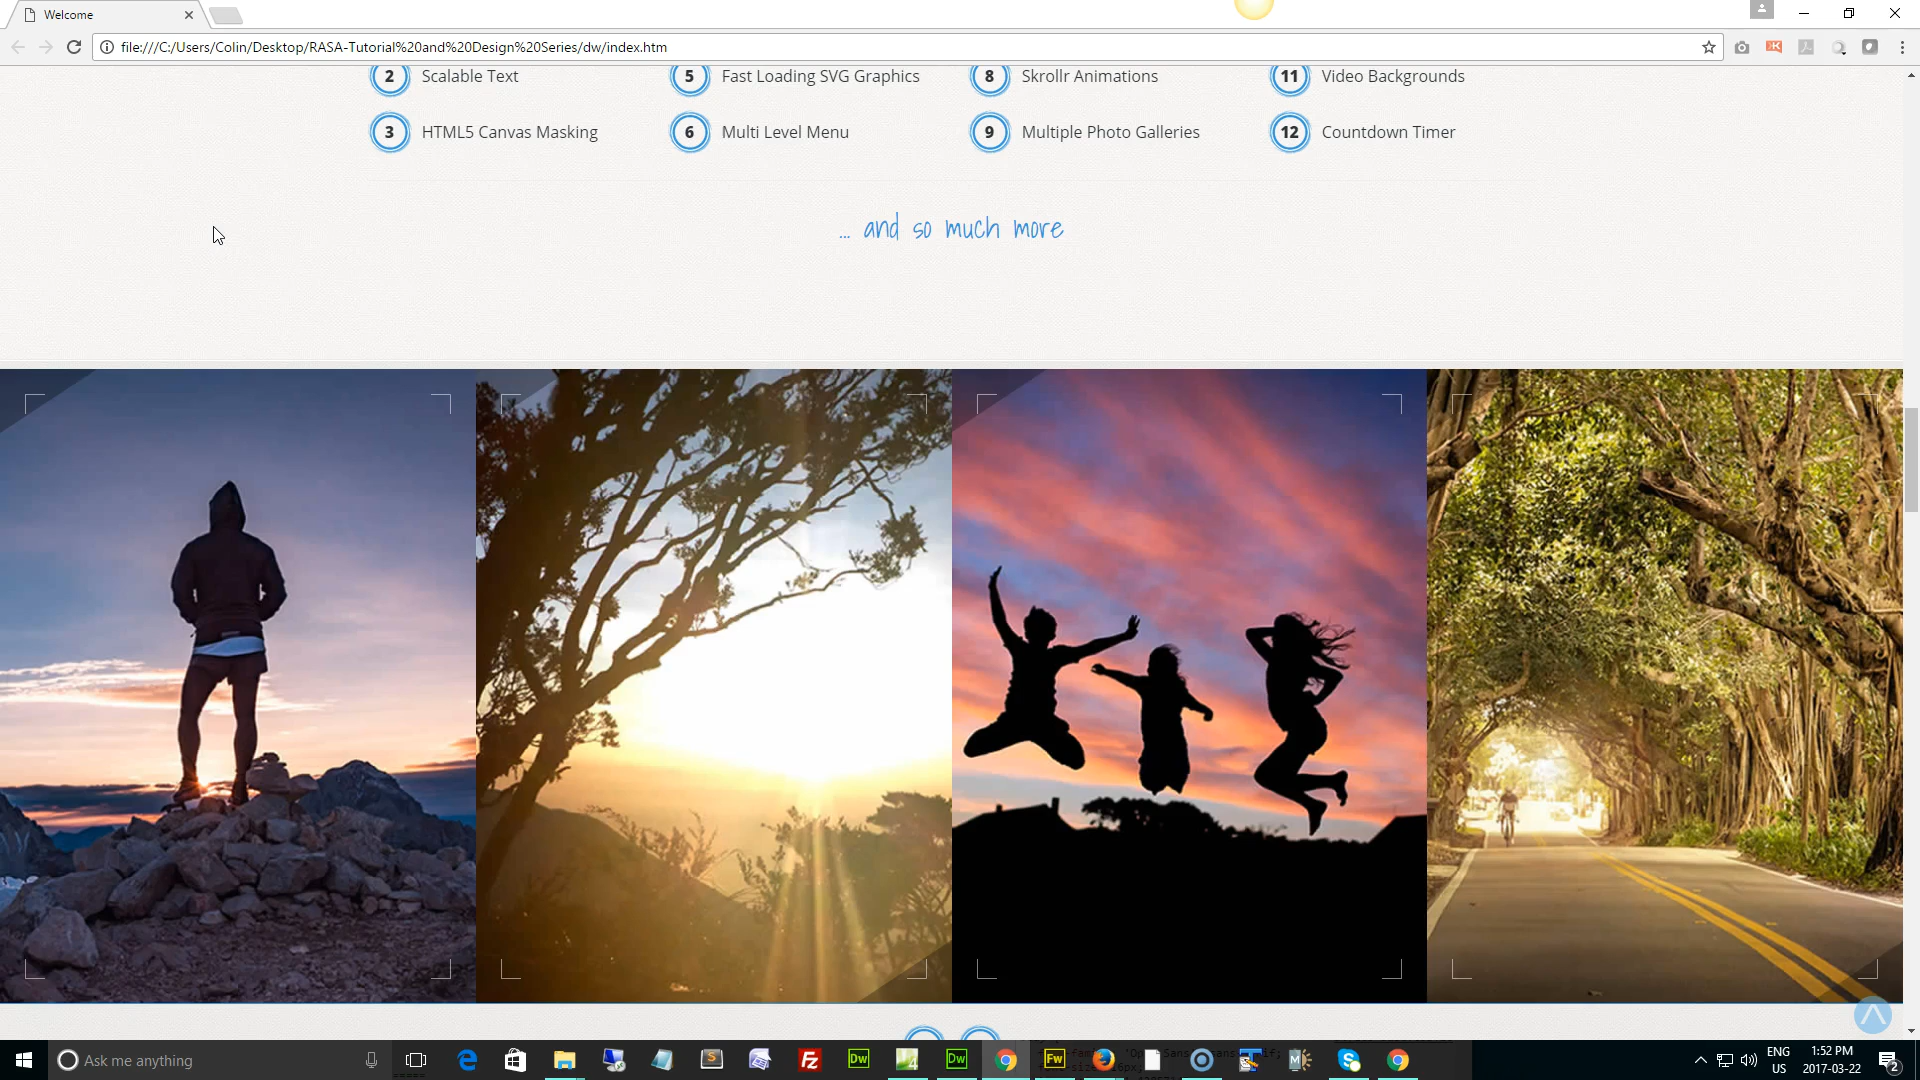 Welcome
file:///C:/Users/Colin/Desktop/RASA-Tutorial%20and%20Design%20Series/dw/index.htm
2 Scalable Text
5 Fast Loading SVG Graphics
8 Skrollr Animations
11 Video Backgrounds
3 HTML5 Canvas Masking
6 Multi Level Menu
9 Multiple Photo Galleries
12 Countdown Timer
... and so much more
Ask me anything
ENG
US
1:52 PM
2017-03-22
2